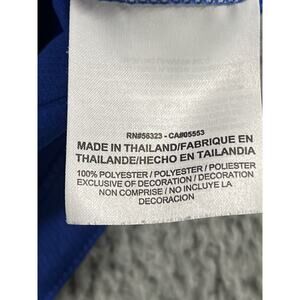 RN#56323 - CA#05553
MADE IN THAILAND/FABRIQUE EN
THAILANDE/HECHO EN TAILANDIA
100% POLYESTER / POLYESTER / POLIESTER
EXCLUSIVE OF DECORATION / DECORATION
NON COMPRISE / NO INCLUYE LA
DECORACION